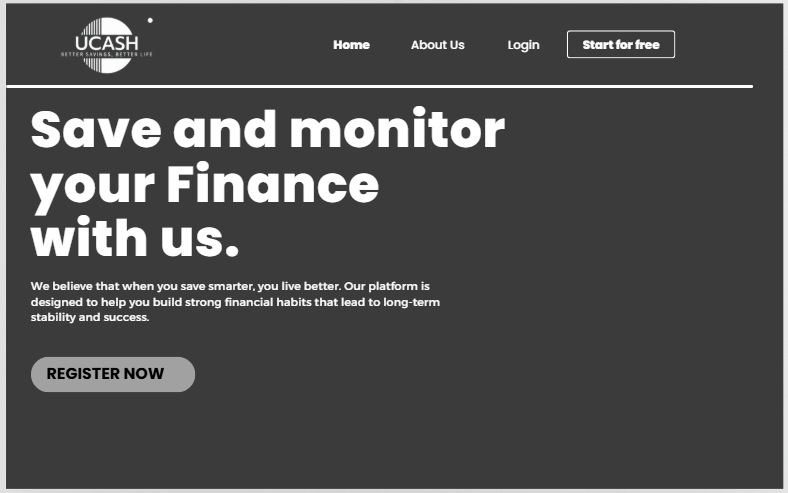 UCASH
BETTER SAVINGS, BETTER LIFE
Home
About Us
Login
Start for free
Save and monitor
your Finance
with us.
We believe that when you save smarter, you live better. Our platform is
designed to help you build strong financial habits that lead to long-term
stability and success.
REGISTER NOW